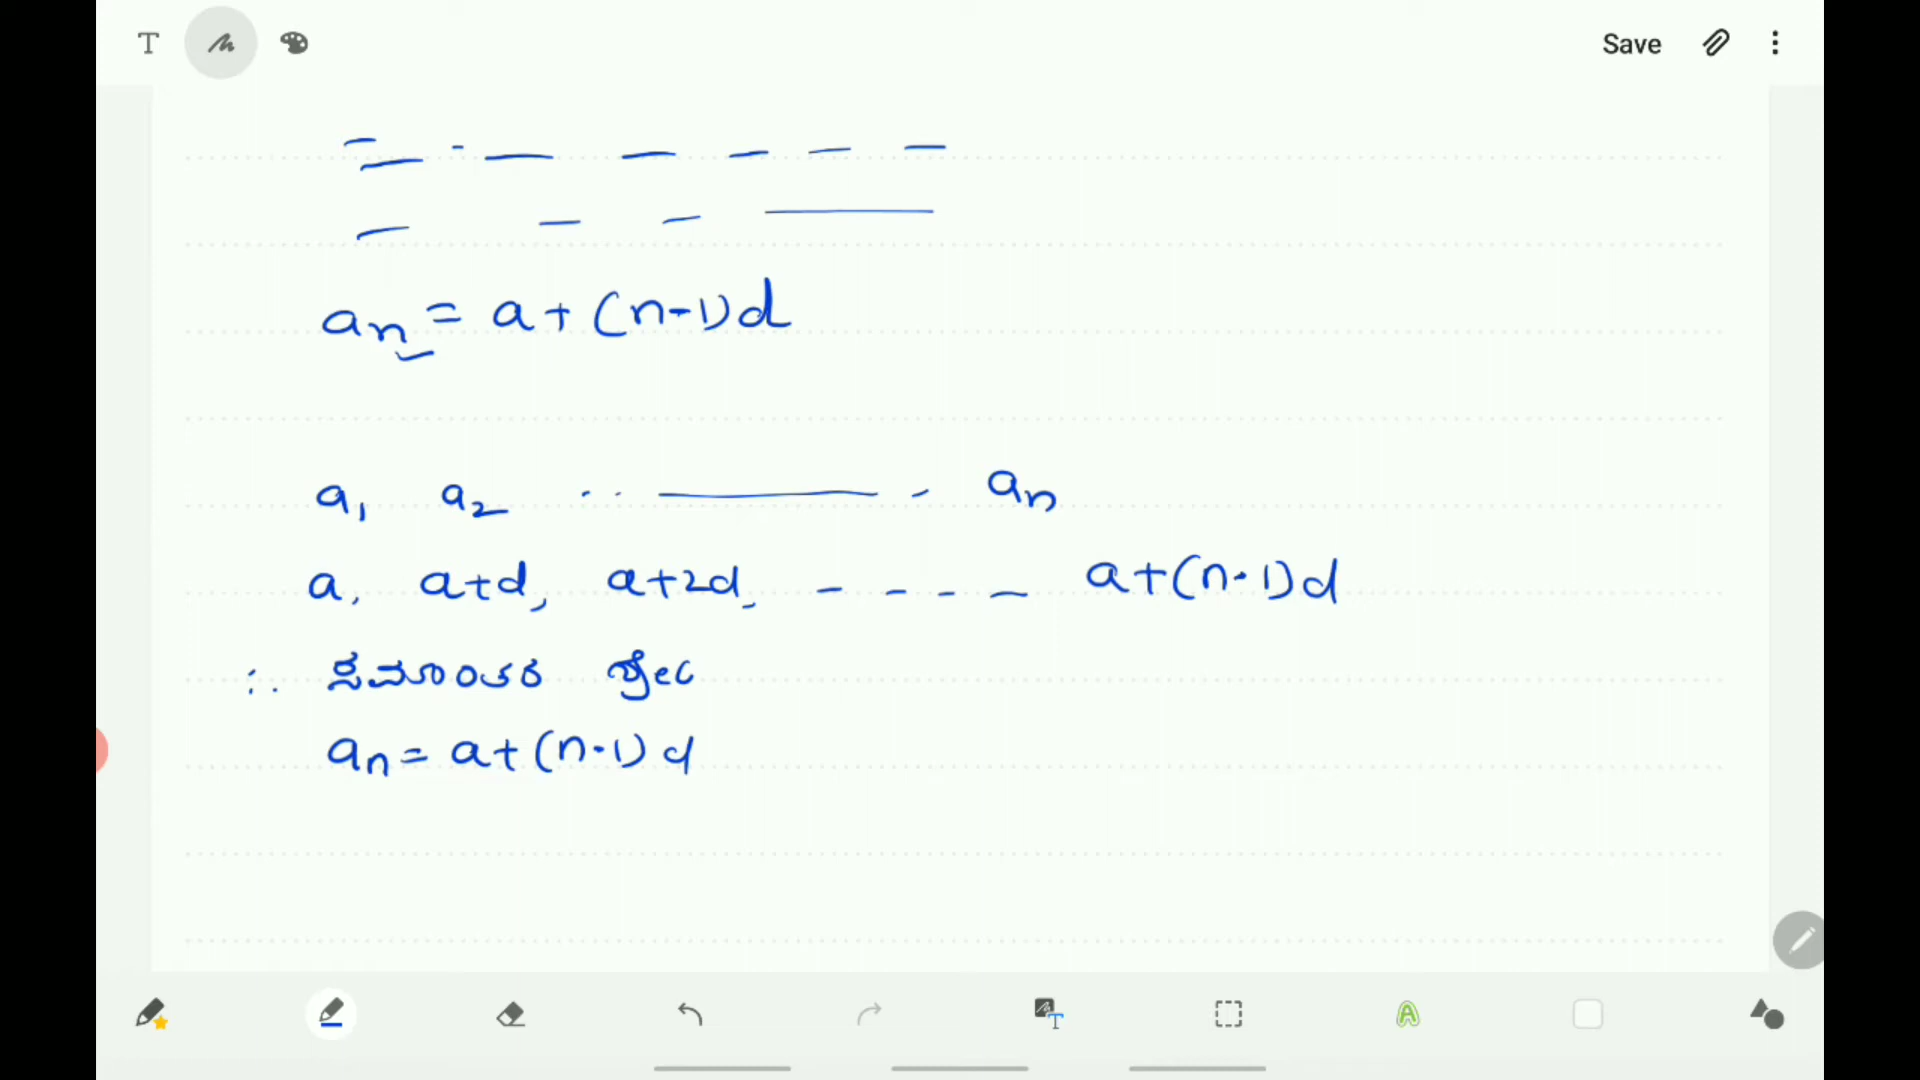 T Save
aₙ = a+(n-1)d
a₁ a₂ .. ———— - aₙ
a, a+d, a+2d, - - - - a+(n-1)d
∴ ಸಮಾಂತರ ಶ್ರೇಢಿ
aₙ = a+(n-1)d